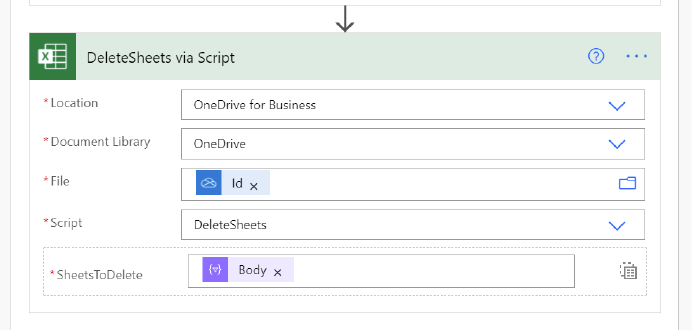 DeleteSheets via Script
*Location
OneDrive for Business
*Document Library
OneDrive
*File
Id ×
*Script
DeleteSheets
*SheetsToDelete
Body ×